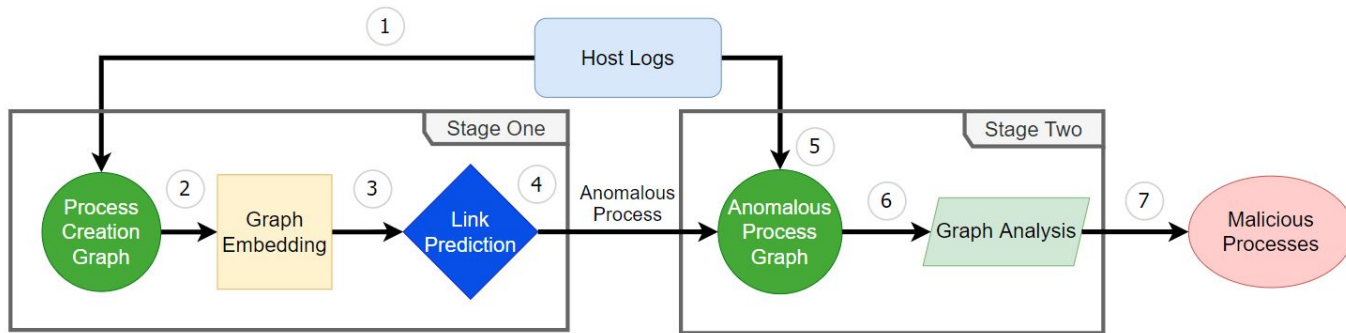 1
Host Logs
Stage One
Stage Two
5
2
3
4
Anomalous
Process
6
7
Process
Creation
Graph
Graph
Embedding
Link
Prediction
Anomalous
Process
Graph
Graph Analysis
Malicious
Processes